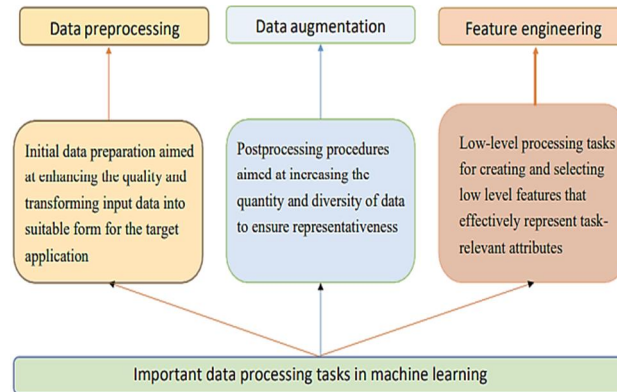 Data preprocessing
Data augmentation
Feature engineering
Initial data preparation aimed
at enhancing the quality and
transforming input data into
suitable form for the target
application
Postprocessing procedures
aimed at increasing the
quantity and diversity of data
to ensure representativeness
Low-level processing tasks
for creating and selecting
low level features that
effectively represent task-
relevant attributes
Important data processing tasks in machine learning